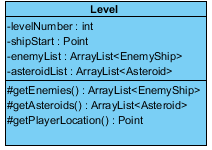 Level
-levelNumber : int
-shipStart : Point
-enemyList : ArrayList<EnemyShip>
-asteroidList : ArrayList<Asteroid>
#getEnemies() : ArrayList<EnemyShip>
#getAsteroids() : ArrayList<Asteroid>
#getPlayerLocation() : Point